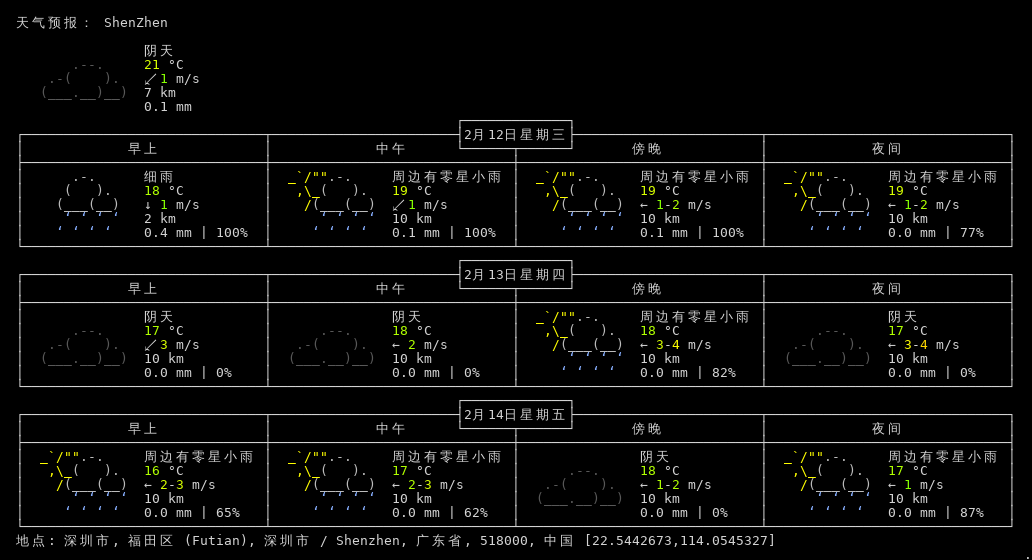 天气预报： ShenZhen
阴天
21 °C
↙ 1 m/s
7 km
0.1 mm
2月12日星期三
早上 中午 傍晚 夜间
细雨 周边有零星小雨 周边有零星小雨 周边有零星小雨
18 °C 19 °C 19 °C 19 °C
↓ 1 m/s ↙ 1 m/s ← 1-2 m/s ← 1-2 m/s
2 km 10 km 10 km 10 km
0.4 mm | 100% 0.1 mm | 100% 0.1 mm | 100% 0.0 mm | 77%
2月13日星期四
早上 中午 傍晚 夜间
阴天 阴天 周边有零星小雨 阴天
17 °C 18 °C 18 °C 17 °C
↙ 3 m/s ← 2 m/s ← 3-4 m/s ← 3-4 m/s
10 km 10 km 10 km 10 km
0.0 mm | 0% 0.0 mm | 0% 0.0 mm | 82% 0.0 mm | 0%
2月14日星期五
早上 中午 傍晚 夜间
周边有零星小雨 周边有零星小雨 阴天 周边有零星小雨
16 °C 17 °C 18 °C 17 °C
← 2-3 m/s ← 2-3 m/s ← 1-2 m/s ← 1 m/s
10 km 10 km 10 km 10 km
0.0 mm | 65% 0.0 mm | 62% 0.0 mm | 0% 0.0 mm | 87%
地点: 深圳市, 福田区 (Futian), 深圳市 / Shenzhen, 广东省, 518000, 中国 [22.5442673,114.0545327]